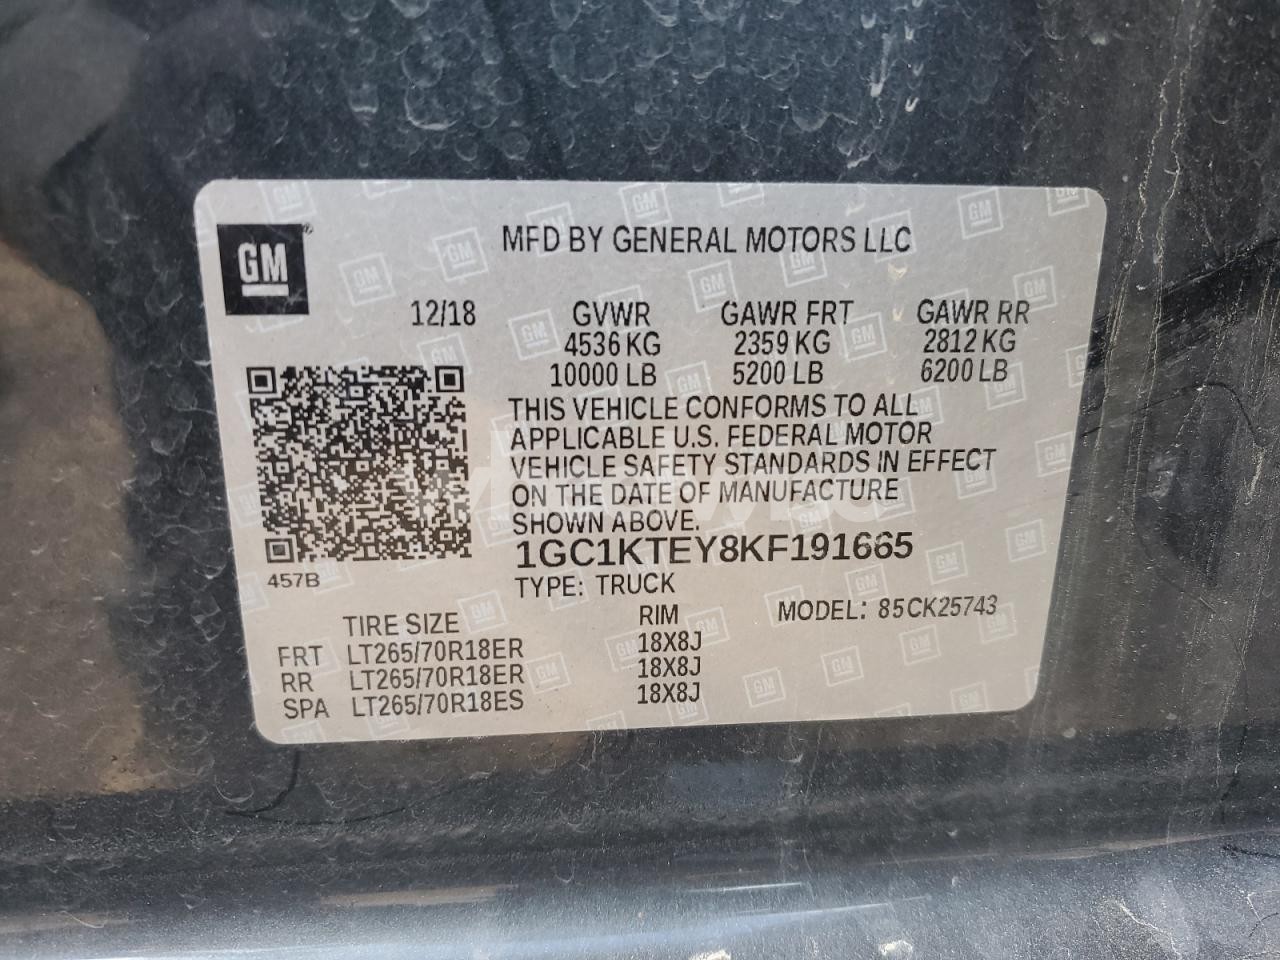 GM
MFD BY GENERAL MOTORS LLC
12/18 GVWR GAWR FRT GAWR RR
4536 KG 2359 KG 2812 KG
10000 LB 5200 LB 6200 LB
THIS VEHICLE CONFORMS TO ALL
APPLICABLE U.S. FEDERAL MOTOR
VEHICLE SAFETY STANDARDS IN EFFECT
ON THE DATE OF MANUFACTURE
SHOWN ABOVE.
1GC1KTEY8KF191665
457B
TYPE: TRUCK
TIRE SIZE RIM MODEL: 85CK25743
FRT LT265/70R18ER 18X8J
RR LT265/70R18ER 18X8J
SPA LT265/70R18ES 18X8J